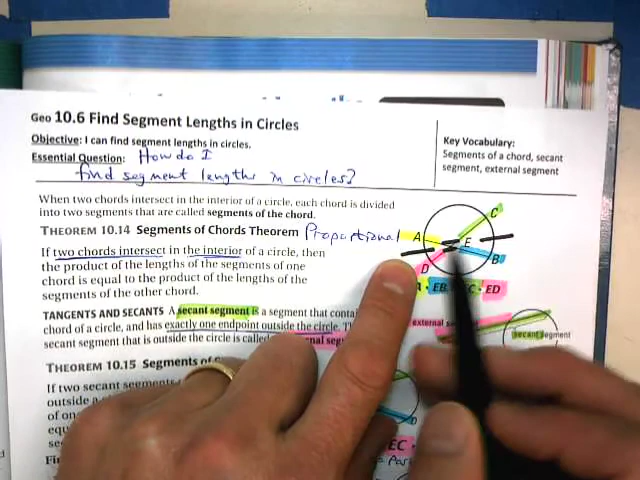 Geo 10.6 Find Segment Lengths in Circles
Objective: I can find segment lengths in circles.
Essential Question: How do I
find segment lengths in circles?
Key Vocabulary:
Segments of a chord, secant
segment, external segment
When two chords intersect in the interior of a circle, each chord is divided
into two segments that are called segments of the chord.
THEOREM 10.14 Segments of Chords Theorem Proportional
If two chords intersect in the interior of a circle, then
the product of the lengths of the segments of one
chord is equal to the product of the lengths of the
segments of the other chord.
A
C
E
B
D
EB
EC • ED
TANGENTS AND SECANTS A secant segment is a segment that
chord of a circle, and has exactly one endpoint outside the circle.
secant segment that is outside the circle is called
external
secant segment
THEOREM 10.15 Segments of
If two secant segments
outside a
of on
D
EC •